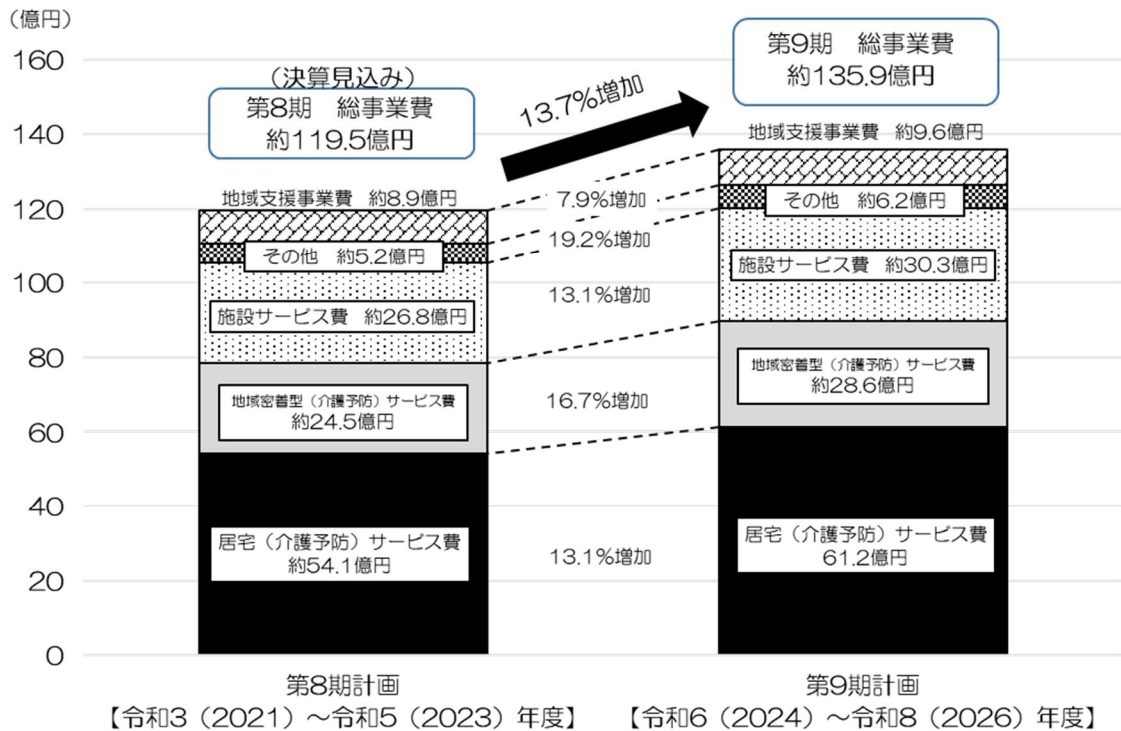 （億円）
160
140
120
100
80
60
40
20
0
（決算見込み）
第8期　総事業費
約119.5億円
13.7%増加
第9期　総事業費
約135.9億円
地域支援事業費　約8.9億円
その他　約5.2億円
施設サービス費　約26.8億円
地域密着型（介護予防）サービス費
約24.5億円
居宅（介護予防）サービス費
約54.1億円
7.9%増加
19.2%増加
13.1%増加
16.7%増加
13.1%増加
地域支援事業費　約9.6億円
その他　約6.2億円
施設サービス費　約30.3億円
地域密着型（介護予防）サービス費
約28.6億円
居宅（介護予防）サービス費
61.2億円
第8期計画
【令和3（2021）～令和5（2023）年度】
第9期計画
【令和6（2024）～令和8（2026）年度】